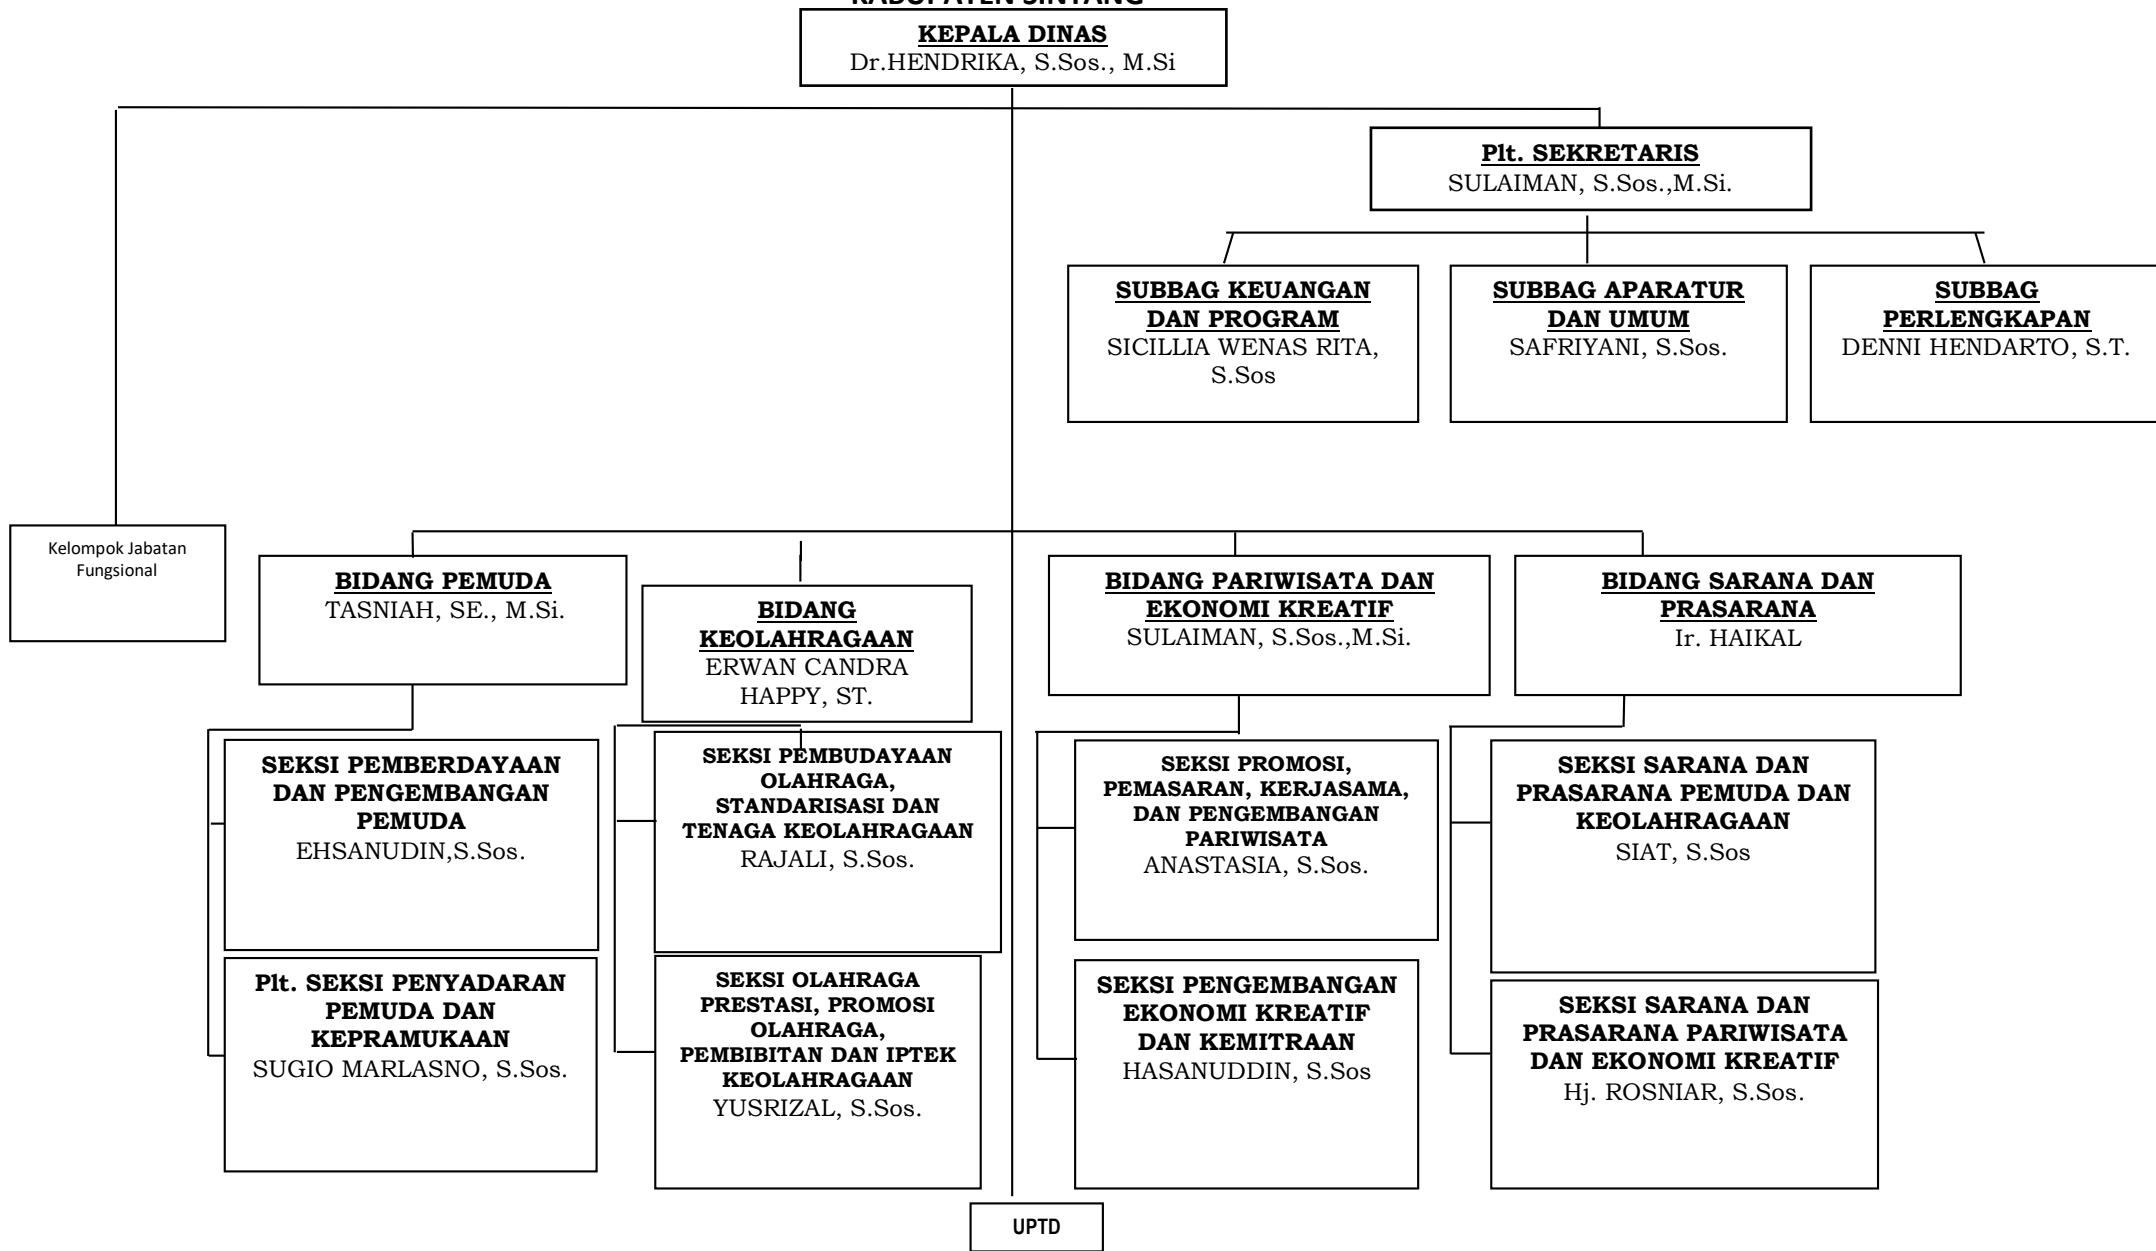 KABUPATEN SINTANG
KEPALA DINAS
Dr.HENDRIKA, S.Sos., M.Si
Plt. SEKRETARIS
SULAIMAN, S.Sos.,M.Si.
SUBBAG KEUANGAN
DAN PROGRAM
SICILLIA WENAS RITA,
S.Sos
SUBBAG APARATUR
DAN UMUM
SAFRIYANI, S.Sos.
SUBBAG
PERLENGKAPAN
DENNI HENDARTO, S.T.
Kelompok Jabatan
Fungsional
BIDANG PEMUDA
TASNIAH, SE., M.Si.
BIDANG
KEOLAHRAGAAN
ERWAN CANDRA
HAPPY, ST.
BIDANG PARIWISATA DAN
EKONOMI KREATIF
SULAIMAN, S.Sos.,M.Si.
BIDANG SARANA DAN
PRASARANA
Ir. HAIKAL
SEKSI PEMBERDAYAAN
DAN PENGEMBANGAN
PEMUDA
EHSANUDIN,S.Sos.
SEKSI PEMBUDAYAAN
OLAHRAGA,
STANDARISASI DAN
TENAGA KEOLAHRAGAAN
RAJALI, S.Sos.
SEKSI PROMOSI,
PEMASARAN, KERJASAMA,
DAN PENGEMBANGAN
PARIWISATA
ANASTASIA, S.Sos.
SEKSI SARANA DAN
PRASARANA PEMUDA DAN
KEOLAHRAGAAN
SIAT, S.Sos
Plt. SEKSI PENYADARAN
PEMUDA DAN
KEPRAMUKAAN
SUGIO MARLASNO, S.Sos.
SEKSI OLAHRAGA
PRESTASI, PROMOSI
OLAHRAGA,
PEMBIBITAN DAN IPTEK
KEOLAHRAGAAN
YUSRIZAL, S.Sos.
SEKSI PENGEMBANGAN
EKONOMI KREATIF
DAN KEMITRAAN
HASANUDDIN, S.Sos
SEKSI SARANA DAN
PRASARANA PARIWISATA
DAN EKONOMI KREATIF
Hj. ROSNIAR, S.Sos.
UPTD